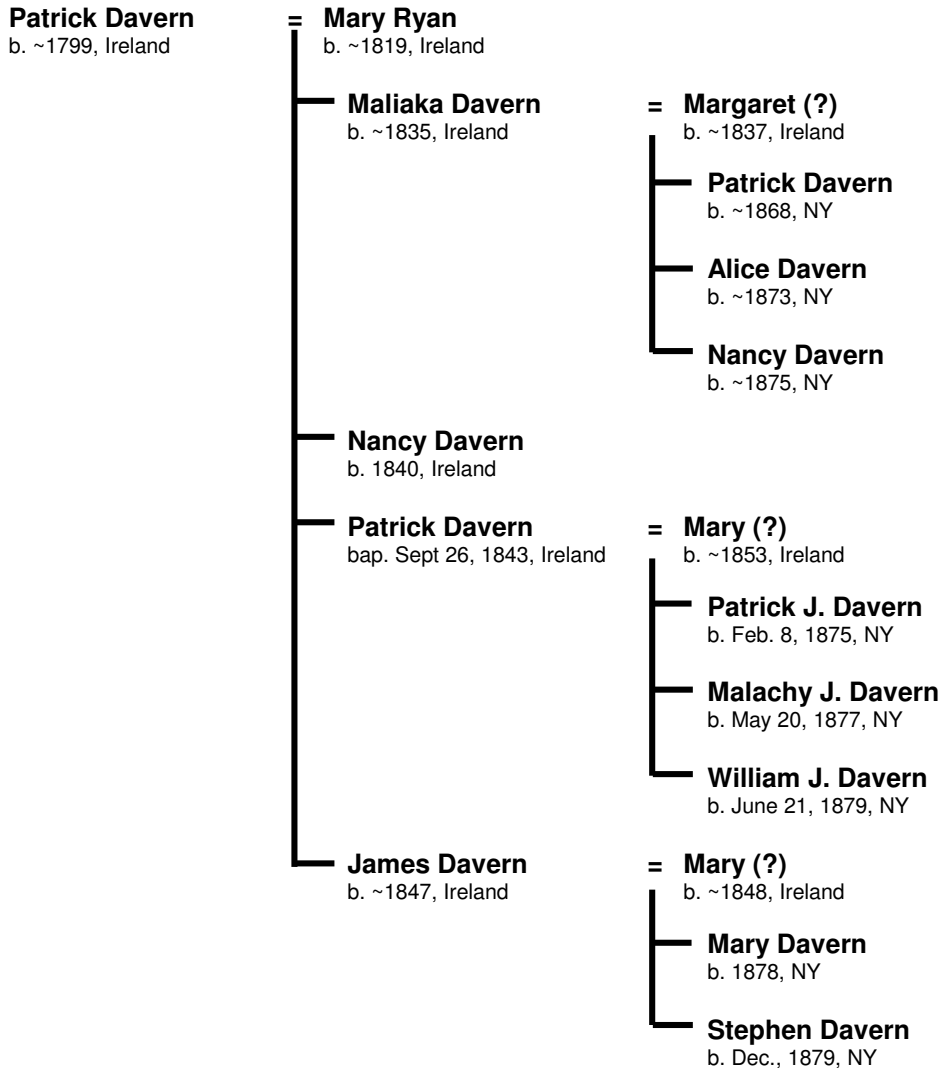 Patrick Davern = Mary Ryan
b. ~1799, Ireland b. ~1819, Ireland
Maliaka Davern = Margaret (?)
b. ~1835, Ireland b. ~1837, Ireland
Patrick Davern
b. ~1868, NY
Alice Davern
b. ~1873, NY
Nancy Davern
b. ~1875, NY
Nancy Davern
b. 1840, Ireland
Patrick Davern = Mary (?)
bap. Sept 26, 1843, Ireland b. ~1853, Ireland
Patrick J. Davern
b. Feb. 8, 1875, NY
Malachy J. Davern
b. May 20, 1877, NY
William J. Davern
b. June 21, 1879, NY
James Davern = Mary (?)
b. ~1847, Ireland b. ~1848, Ireland
Mary Davern
b. 1878, NY
Stephen Davern
b. Dec., 1879, NY